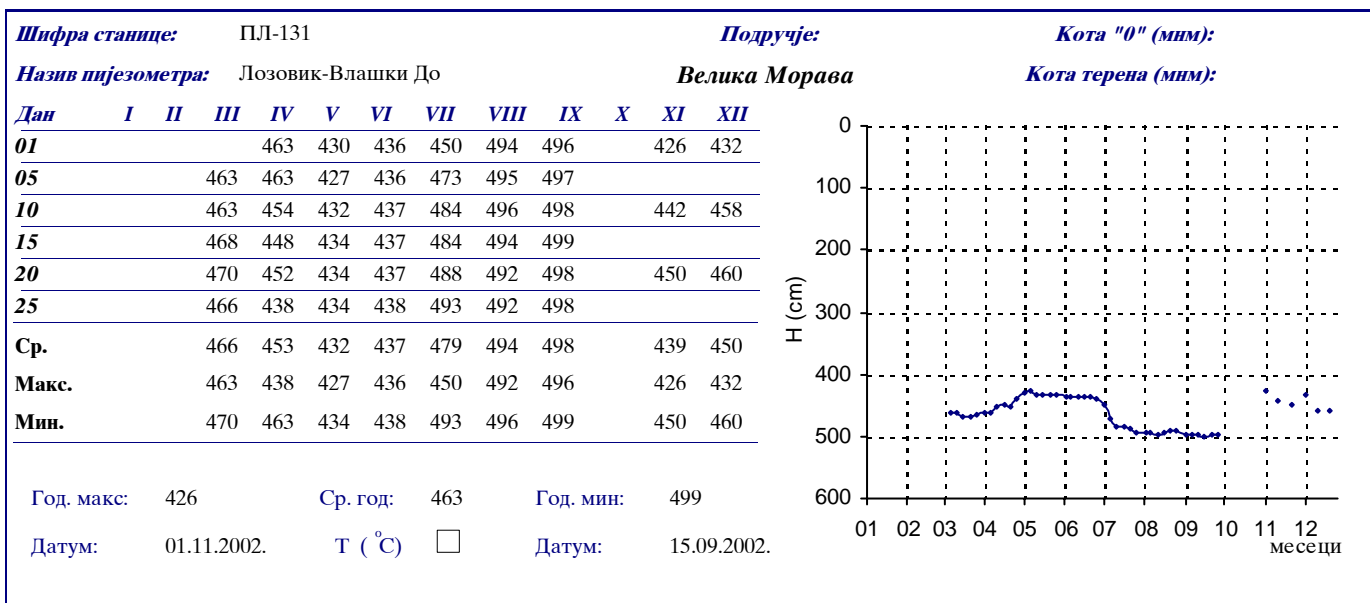 Шифра станице: ПЛ-131 Подручје: Кота "0" (мнм):
Назив пијезометра: Лозовик-Влашки До Велика Морава Кота терена (мнм):
Дан I II III IV V VI VII VIII IX X XI XII
01 463 430 436 450 494 496 426 432
05 463 463 427 436 473 495 497
10 463 454 432 437 484 496 498 442 458
15 468 448 434 437 484 494 499
20 470 452 434 437 488 492 498 450 460
25 466 438 434 438 493 492 498
Ср. 466 453 432 437 479 494 498 439 450
Макс. 463 438 427 436 450 492 496 426 432
Мин. 470 463 434 438 493 496 499 450 460
Год. макс: 426 Ср. год: 463 Год. мин: 499
Датум: 01.11.2002. Т ( °C) Датум: 15.09.2002.
0
100
200
300
400
500
600
H (cm)
01 02 03 04 05 06 07 08 09 10 11 12
месеци